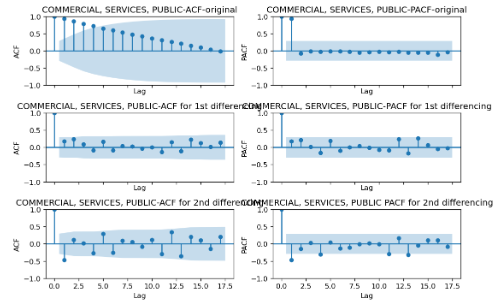 COMMERCIAL, SERVICES, PUBLIC-ACF-original
COMMERCIAL, SERVICES, PUBLIC-PACF-original
1.0
0.5
0.0
−0.5
−1.0
ACF
Lag
1.0
0.5
0.0
−0.5
−1.0
PACF
Lag
COMMERCIAL, SERVICES, PUBLIC-ACF for 1st differencing
COMMERCIAL, SERVICES, PUBLIC-PACF for 1st differencing
1.0
0.5
0.0
−0.5
−1.0
ACF
Lag
1.0
0.5
0.0
−0.5
−1.0
PACF
Lag
COMMERCIAL, SERVICES, PUBLIC-ACF for 2nd differencing
COMMERCIAL, SERVICES, PUBLIC PACF for 2nd differencing
1.0
0.5
0.0
−0.5
−1.0
ACF
0.0 2.5 5.0 7.5 10.0 12.5 15.0 17.5
Lag
1.0
0.5
0.0
−0.5
−1.0
PACF
0.0 2.5 5.0 7.5 10.0 12.5 15.0 17.5
Lag